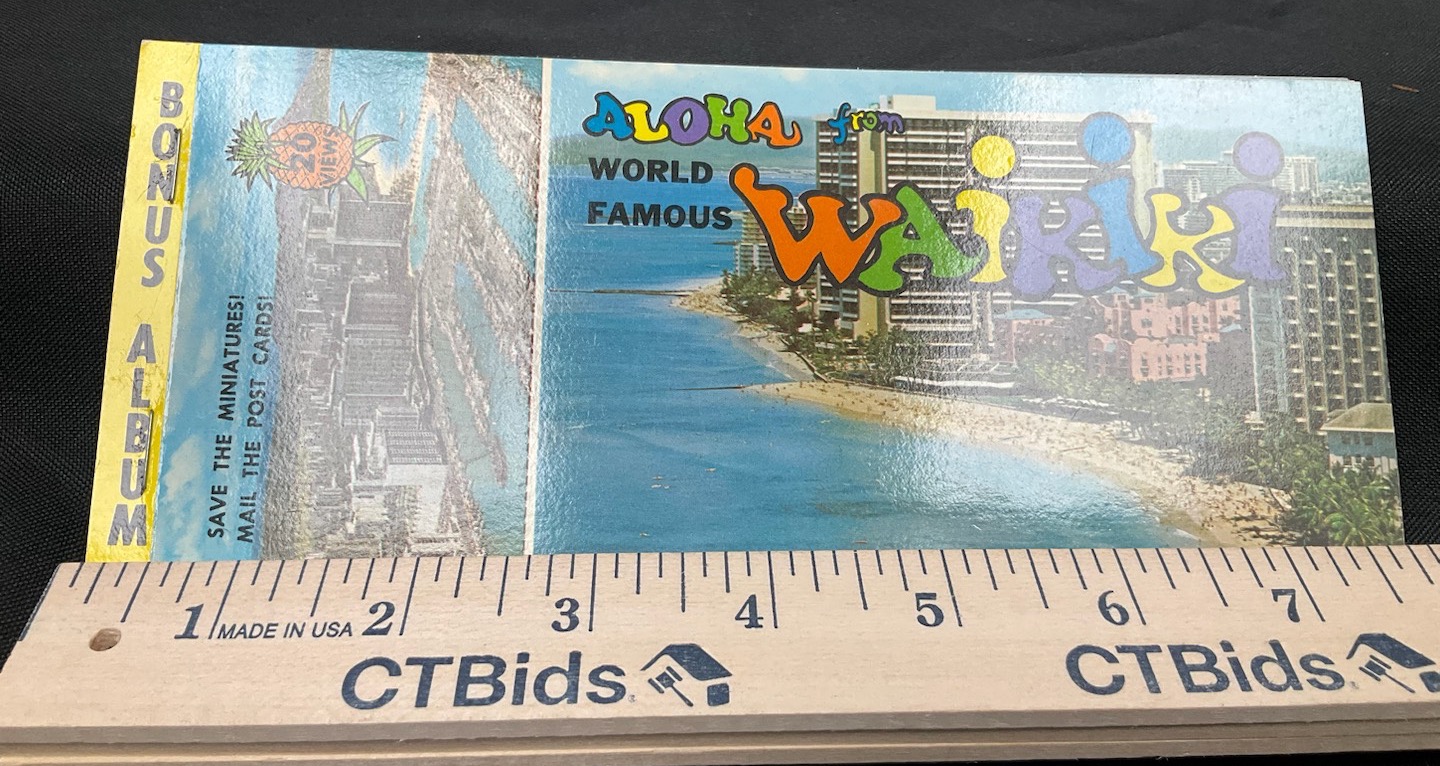 BONUS ALBUM
20
VIEWS
SAVE THE MINIATURES!
MAIL THE POST CARDS!
ALOHA from
WORLD
FAMOUS
WAiKiKi
1 2 3 4 5 6 7
MADE IN USA
CTBids CTBids